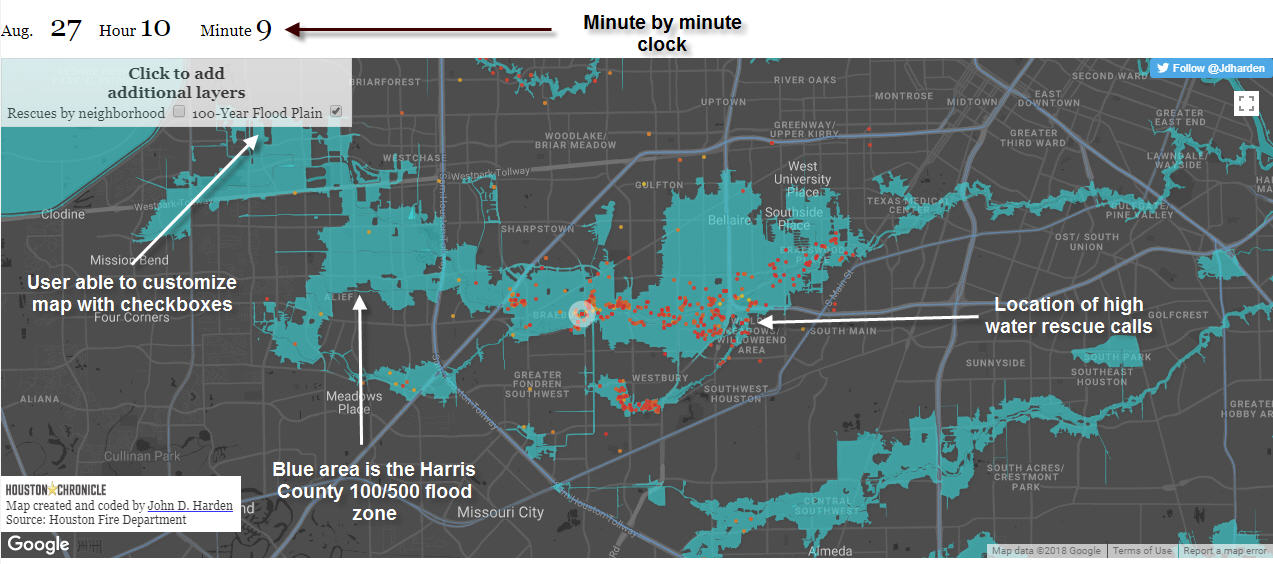 Aug. 27 Hour 10 Minute 9
Minute by minute
clock
Click to add
additional layers
Rescues by neighborhood 100-Year Flood Plain
Follow @Jdharden
BRIARFOREST
RIVER OAKS
SECOND WARD
UPTOWN
MONTROSE
MIDTOWN
EAST
DOWNTOWN
GREATER
EAST END
WOODLAKE/
BRIAR MEADOW
GREENWAY/
UPPER KIRBY
GREATER
THIRD WARD
WESTCHASE
LAWNDALE/
WAYSIDE
Westpark Tollway
West
University
Place
GULFTON
Westpark Tollway
TEXAS MEDICAL
CENTER
PINE VALLEY
Clodine
Bellaire
Southside
Place
SHARPSTOWN
OST/ SOUTH
UNION
Mission Bend
User able to customize
map with checkboxes
ALIEF
S Main St
Location of high
water rescue calls
Four Corners
GOLFCREST
SOUTH MAIN
WILLOWBEND
AREA
SOUTH PARK
SUNNYSIDE
SOUTHEAST
HOUSTON
GREATER
FONDREN
SOUTHWEST
WESTBURY
SOUTHWEST
HOUSTON
ALIANA
Meadows
Place
GREATER
HOBBY AR
Cullinan Park
Blue area is the Harris
County 100/500 flood
zone
SOUTH ACRES/
CRESTMONT
PARK
HOUSTON CHRONICLE
Map created and coded by John D. Harden
Source: Houston Fire Department
CENTRAL
SOUTHWEST
Missouri City
Sam Houston Tollway
Google
Almeda
Map data ©2018 Google Terms of Use Report a map error